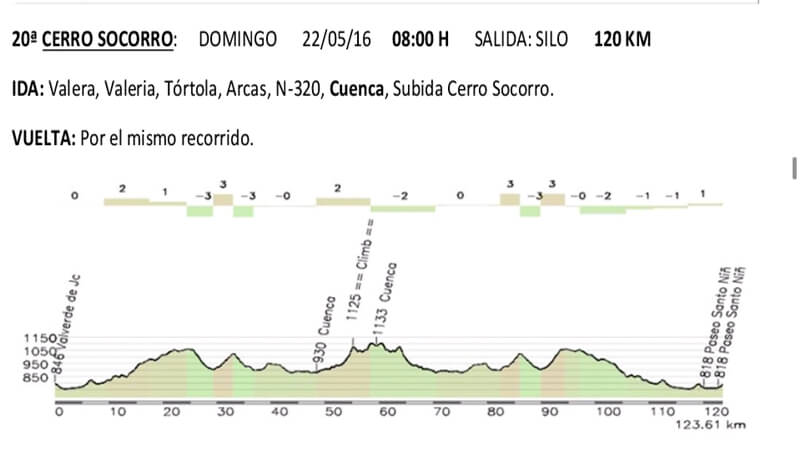 20ª CERRO SOCORRO: DOMINGO 22/05/16 08:00 H SALIDA: SILO 120 KM
IDA: Valera, Valeria, Tórtola, Arcas, N-320, Cuenca, Subida Cerro Socorro.
VUELTA: Por el mismo recorrido.
0 2 1 -3 3 -3 -0 2 -2 0 3 -3 3 -0 -2 -1 -1 1
846 Valverde de Jc
930 Cuenca
1125 == Climb ==
1133 Cuenca
818 Paseo Santo Niñ
818 Paseo Santo Niñ
1150
1050
950
850
0 10 20 30 40 50 60 70 80 90 100 110 120
123.61 km